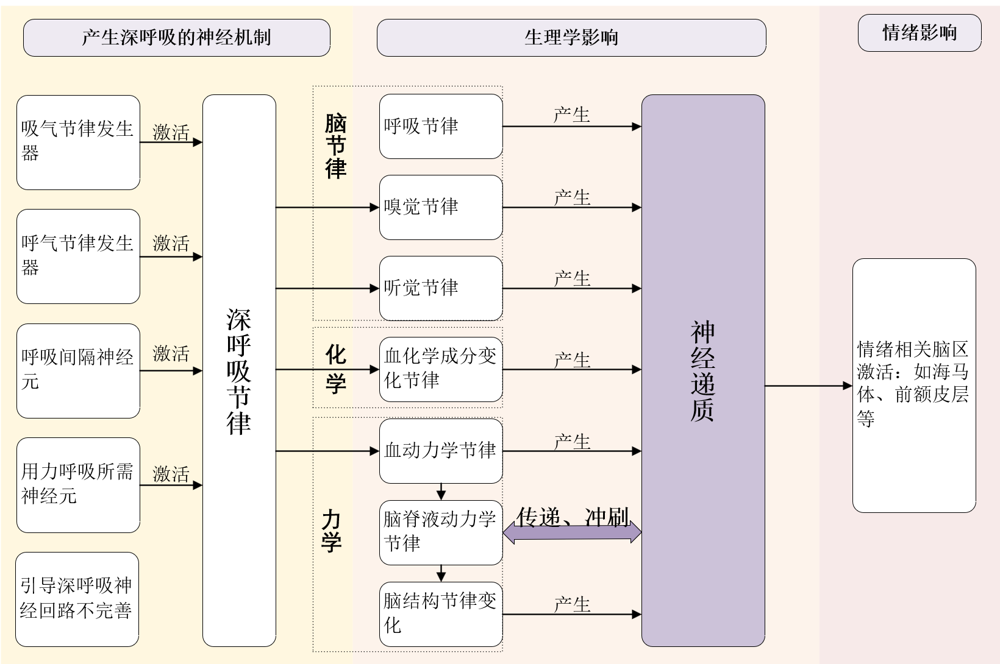 产生深呼吸的神经机制
生理学影响
情绪影响
吸气节律发生
器
激活
呼气节律发生
器
激活
呼吸间隔神经
元
激活
用力呼吸所需
神经元
激活
引导深呼吸神
经回路不完善
深呼吸节律
脑节律
呼吸节律
产生
嗅觉节律
产生
听觉节律
产生
化学
血化学成分变
化节律
产生
力学
血动力学节律
产生
脑脊液动力学
节律
传递、冲刷
脑结构节律变
化
产生
神经递质
情绪相关脑区
激活：如海马
体、前额皮层
等